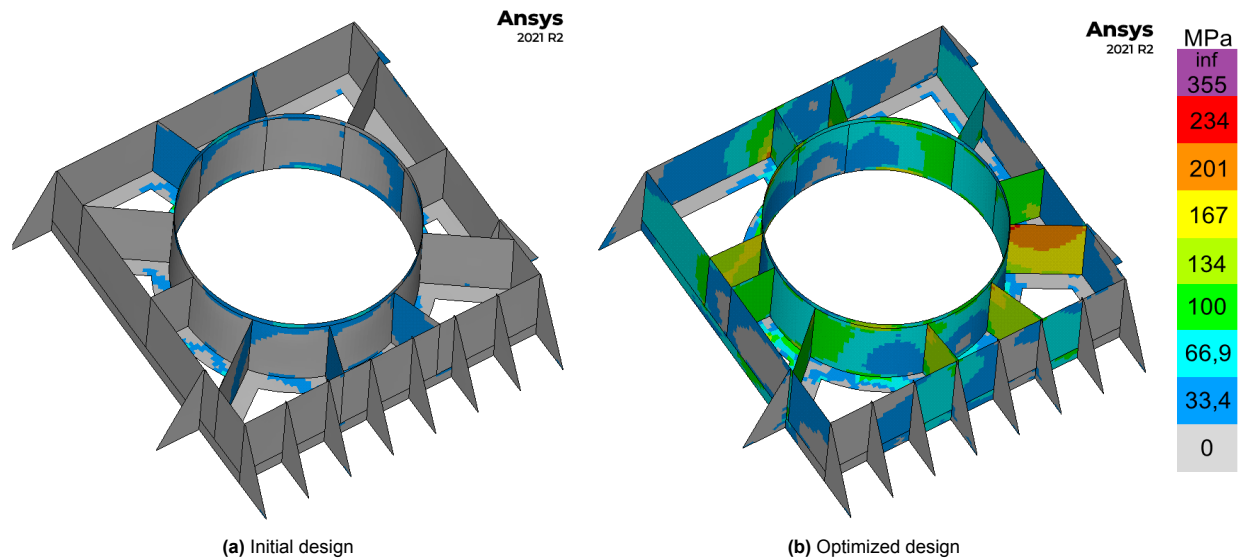 Ansys
2021 R2
Ansys
2021 R2
MPa
inf
355
234
201
167
134
100
66,9
33,4
0
(a) Initial design
(b) Optimized design